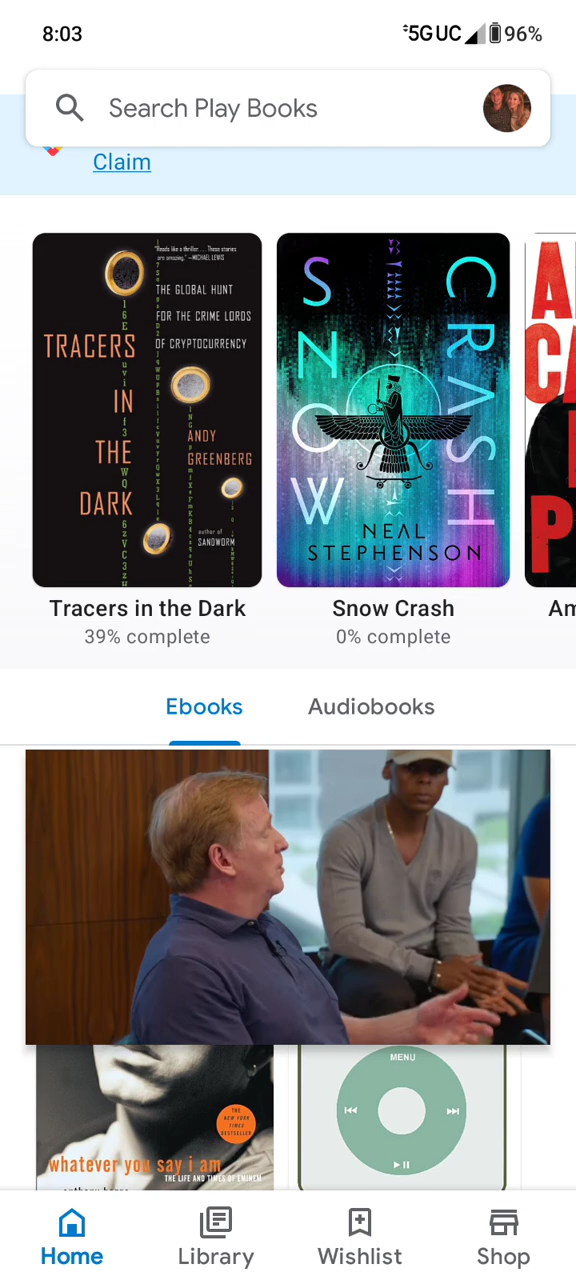 8:03
5G UC
96%
Search Play Books
Claim
"Reads like a thriller. . . . These stories
are amazing." —MICHAEL LEWIS
THE GLOBAL HUNT
FOR THE CRIME LORDS
OF CRYPTOCURRENCY
TRACERS
IN
THE
DARK
ANDY
GREENBERG
author of
SANDWORM
SNOW
CRASH
NEAL
STEPHENSON
A
CA
P
Tracers in the Dark
39% complete
Snow Crash
0% complete
Am
Ebooks
Audiobooks
THE
NEW YORK
TIMES
BESTSELLER
whatever you say i am
THE LIFE AND TIMES OF EMINEM
MENU
Home
Library
Wishlist
Shop